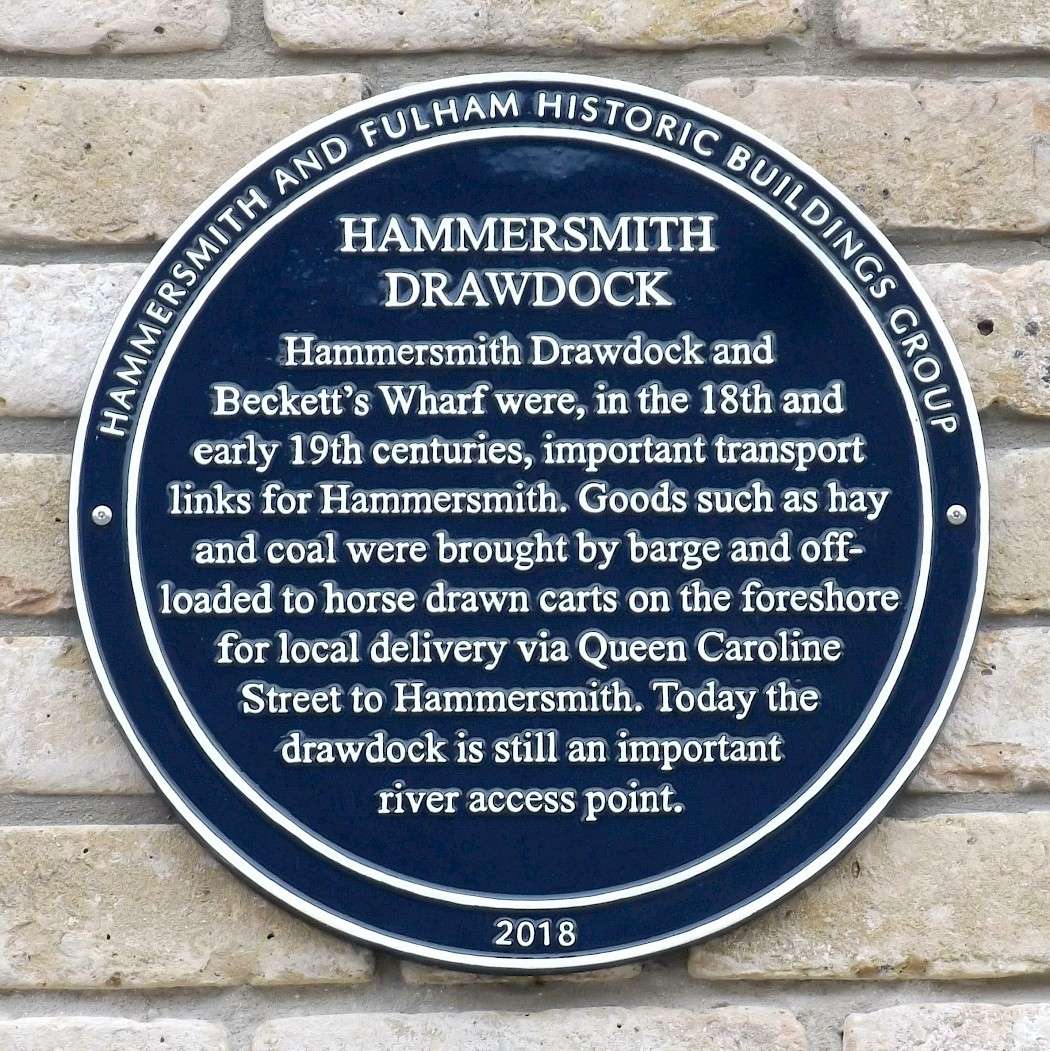 HAMMERSMITH AND FULHAM HISTORIC BUILDINGS GROUP
HAMMERSMITH
DRAWDOCK
Hammersmith Drawdock and
Beckett's Wharf were, in the 18th and
early 19th centuries, important transport
links for Hammersmith. Goods such as hay
and coal were brought by barge and off-
loaded to horse drawn carts on the foreshore
for local delivery via Queen Caroline
Street to Hammersmith. Today the
drawdock is still an important
river access point.
2018